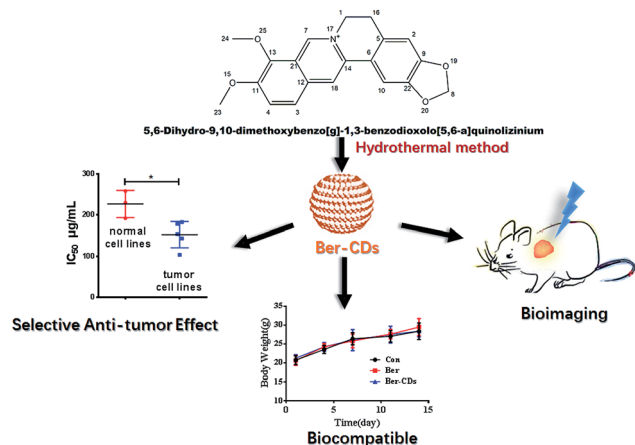 1 16
24 25 7 17 5 2
O N+ O 19
13 6 9
15 21 14 8
O 11 12 18 10 22 O
23 4 3 20
5,6-Dihydro-9,10-dimethoxybenzo[g]-1,3-benzodioxolo[5,6-a]quinolizinium
Hydrothermal method
Ber-CDs
IC50 µg/mL
300
200
100
0
*
normal
cell lines
tumor
cell lines
Selective Anti-tumor Effect
Body Weight(g)
35
30
25
20
15
10
0 5 10 15
Con
Ber
Ber-CDs
Time(day)
Biocompatible
Bioimaging